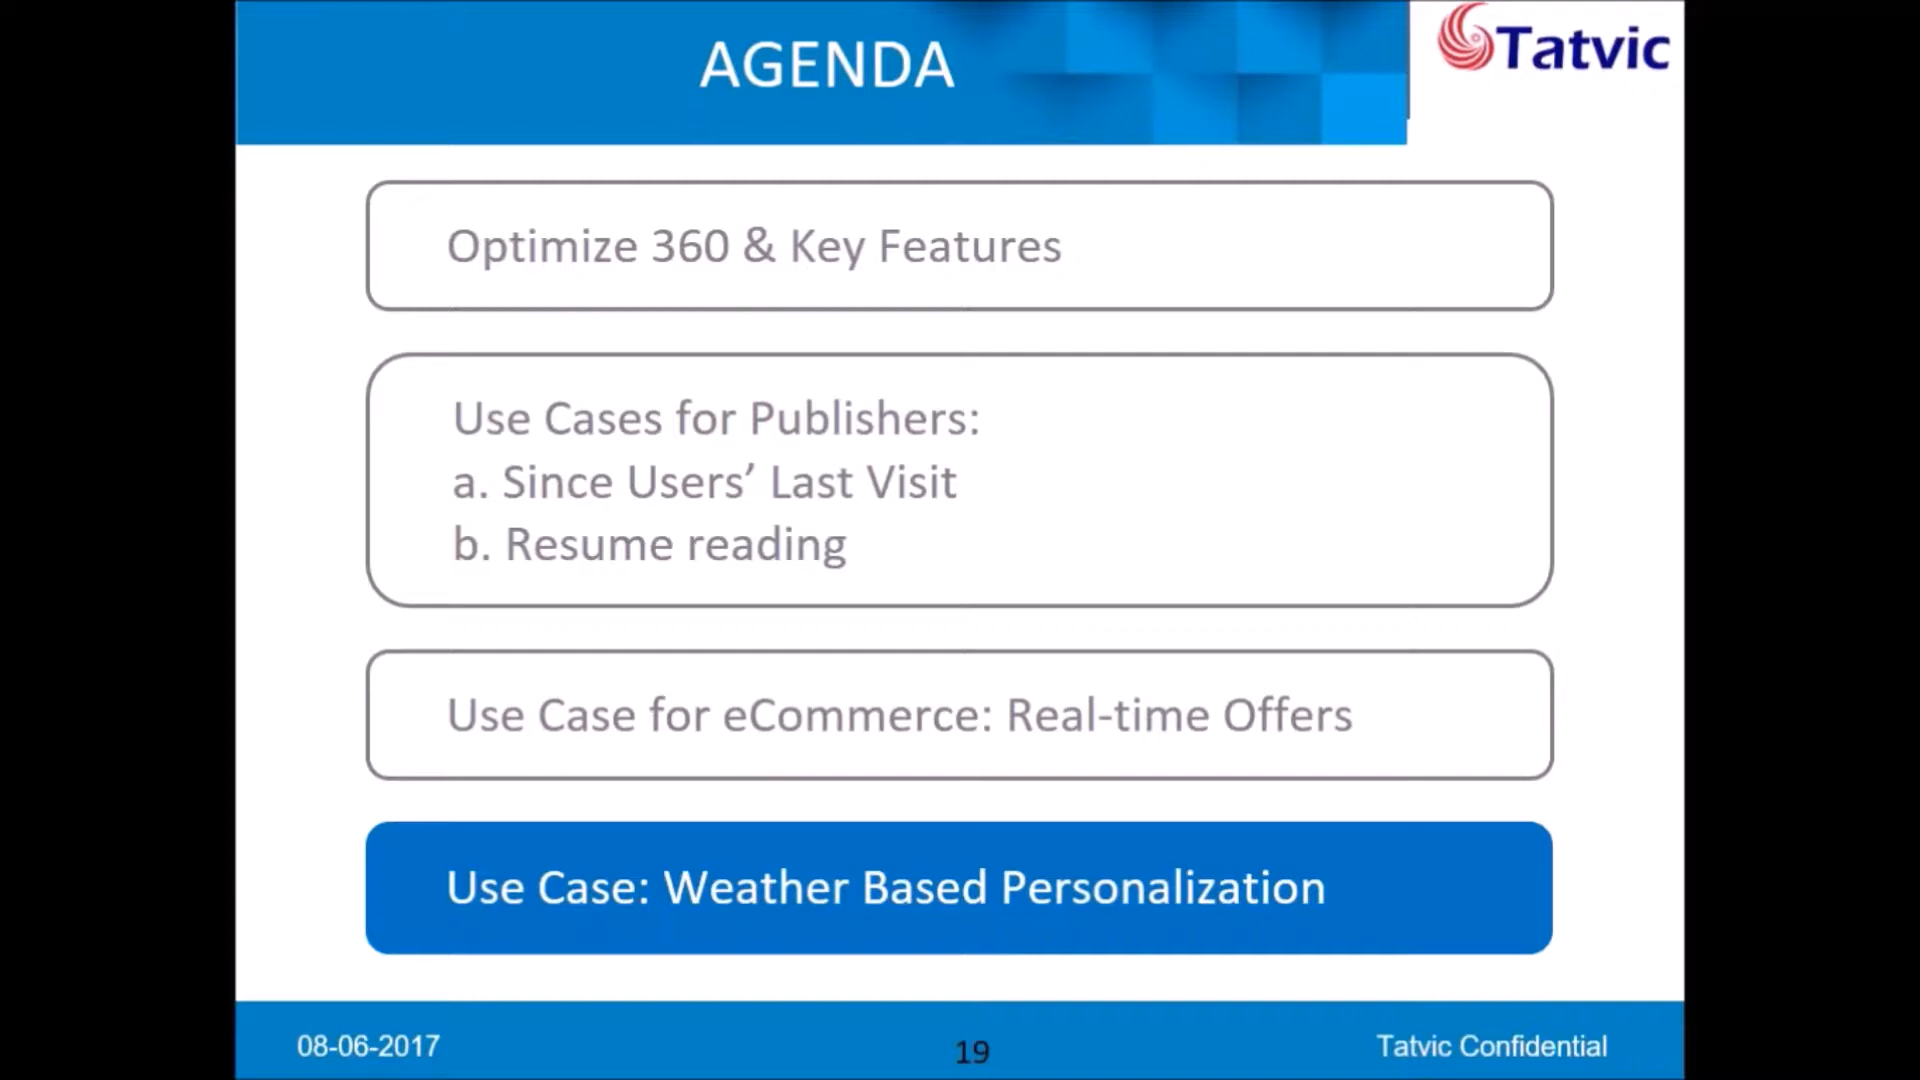 AGENDA
Tatvic
Optimize 360 & Key Features
Use Cases for Publishers:
a. Since Users’ Last Visit
b. Resume reading
Use Case for eCommerce: Real-time Offers
Use Case: Weather Based Personalization
08-06-2017
19
Tatvic Confidential